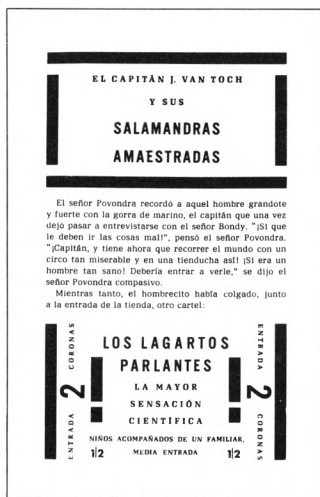 EL CAPITÁN J. VAN TOCH
Y SUS
SALAMANDRAS
AMAESTRADAS
El señor Povondra recordó a aquel hombre grandote
y fuerte con la gorra de marino, el capitán que una vez
dejó pasar a entrevistarse con el señor Bondy. "¡Sí que
le deben ir las cosas mal!", pensó el señor Povondra.
"¡Capitán, y tiene ahora que recorrer el mundo con un
circo tan miserable y en una tienducha así! ¡Si era un
hombre tan sano! Debería entrar a verle," se dijo el
señor Povondra compasivo.
Mientras tanto, el hombrecito había colgado, junto
a la entrada de la tienda, otro cartel:
ENTRADA 2 CORONAS
LOS LAGARTOS
PARLANTES
LA MAYOR
SENSACIÓN
CIENTÍFICA
ENTRADA 2 CORONAS
NIÑOS ACOMPAÑADOS DE UN FAMILIAR,
1|2 MEDIA ENTRADA 1|2